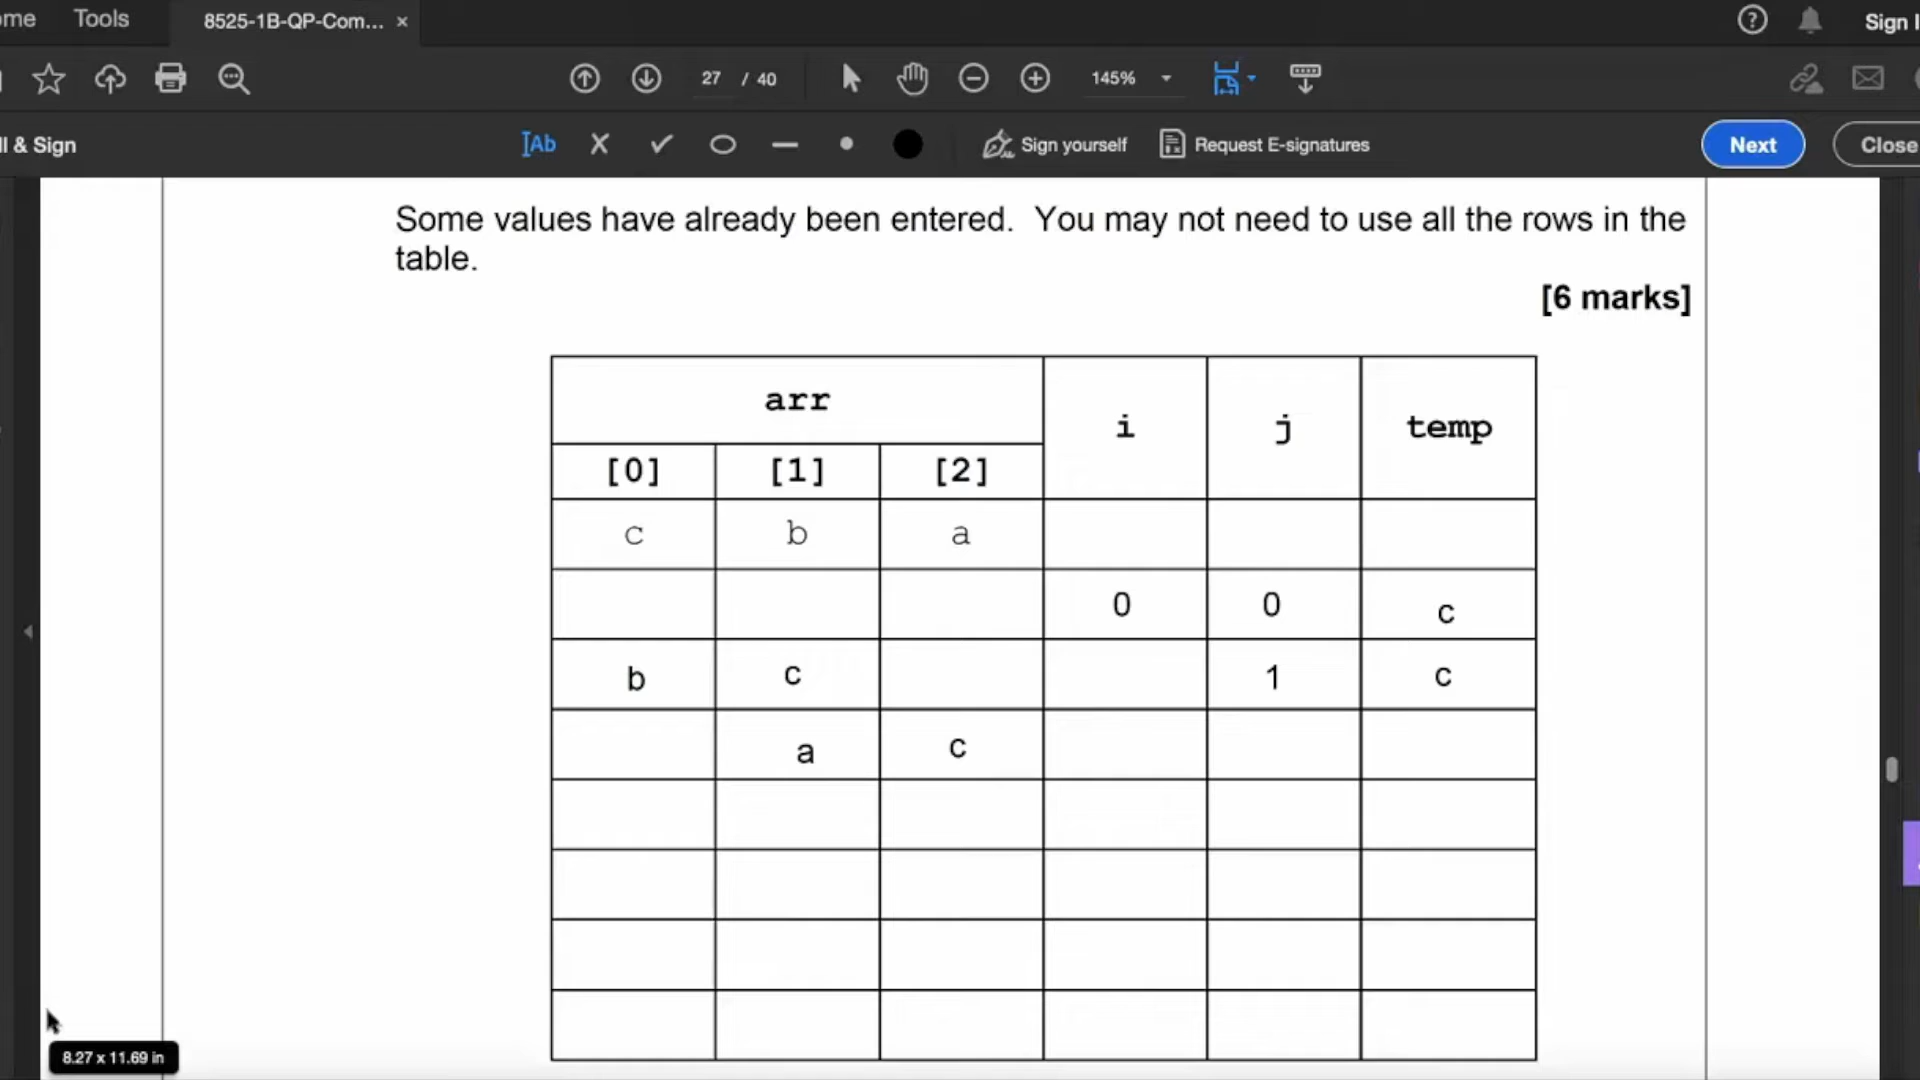 ome Tools 8525-1B-QP-Com... × Sign I
27 / 40 145%
ll & Sign Ab Sign yourself Request E-signatures Next Close
Some values have already been entered. You may not need to use all the rows in the
table.
[6 marks]
arr i j temp
[0] [1] [2]
c b a
0 0 c
b c 1 c
a c
8.27 x 11.69 in